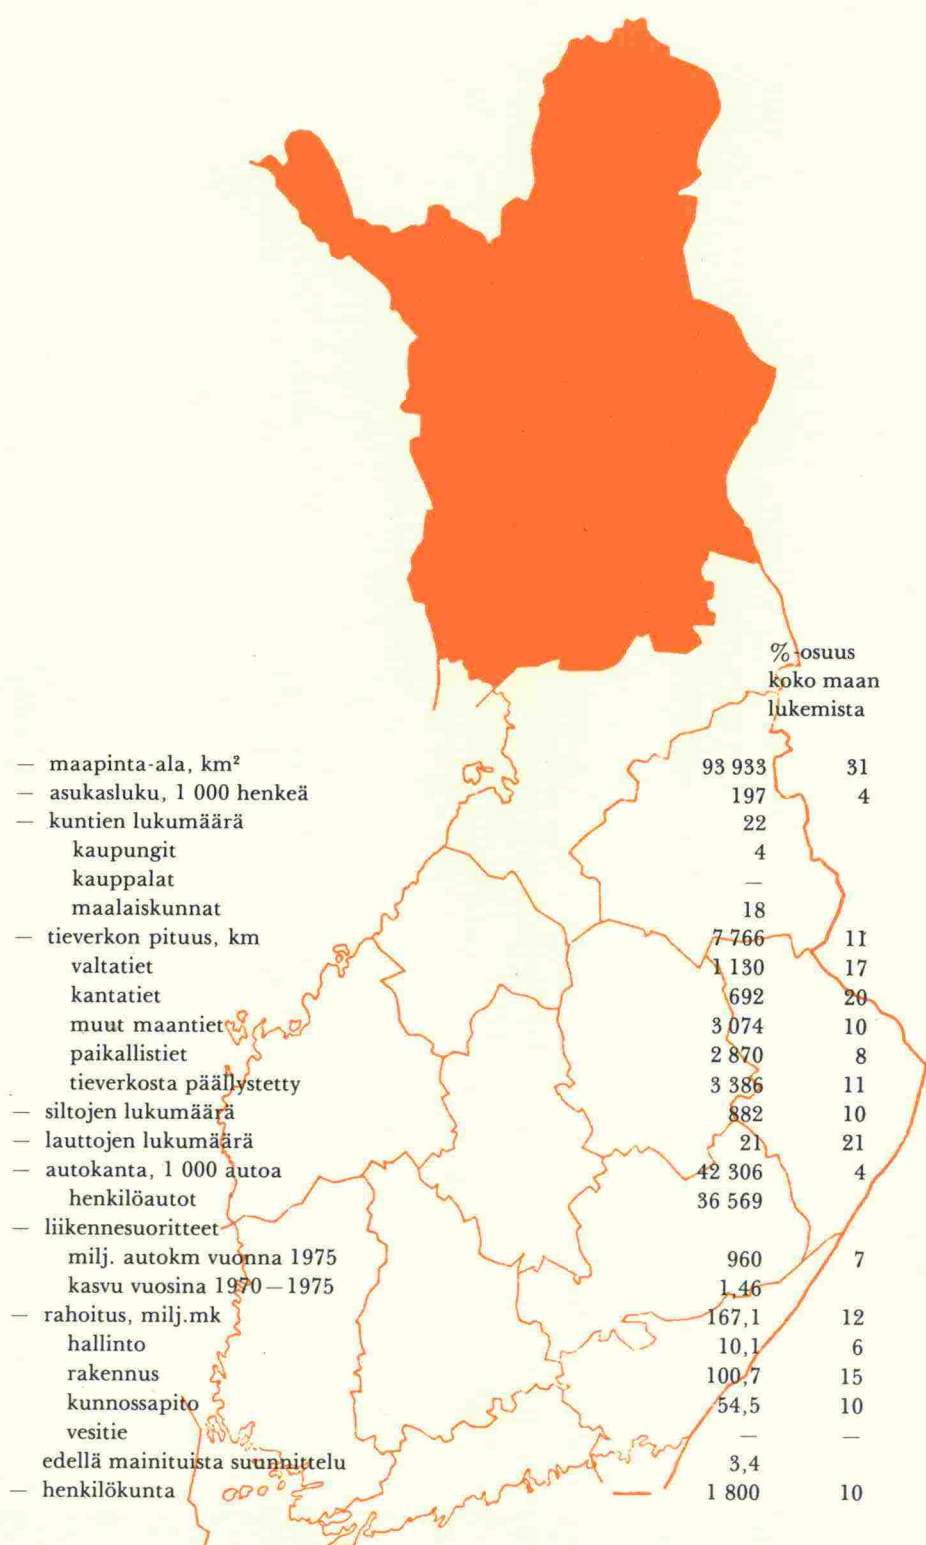 %-osuus
koko maan
lukemista
— maapinta-ala, km² 93 933 31
— asukasluku, 1 000 henkeä 197 4
— kuntien lukumäärä 22
kaupungit 4
kauppalat —
maalaiskunnat 18
— tieverkon pituus, km 7 766 11
valtatiet 1 130 17
kantatiet 692 20
muut maantiet 3 074 10
paikallistiet 2 870 8
tieverkosta päällystetty 3 386 11
— siltojen lukumäärä 882 10
— lauttojen lukumäärä 21 21
— autokanta, 1 000 autoa 42 306 4
henkilöautot 36 569
— liikennesuoritteet
milj. autokm vuonna 1975 960 7
kasvu vuosina 1970—1975 1,46
— rahoitus, milj.mk 167,1 12
hallinto 10,1 6
rakennus 100,7 15
kunnossapito 54,5 10
vesitie — —
edellä mainituista suunnittelu 3,4
— henkilökunta 1 800 10